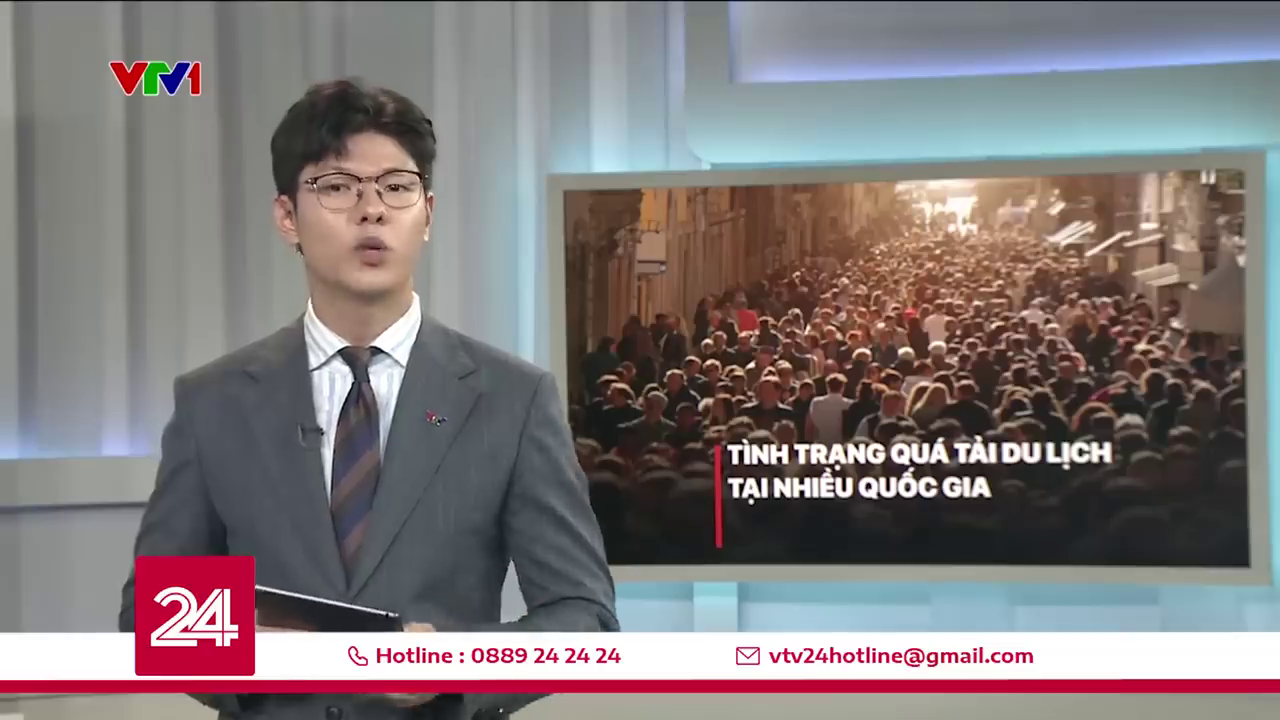 VTV1
TÌNH TRẠNG QUÁ TẢI DU LỊCH
TẠI NHIỀU QUỐC GIA
24
Hotline : 0889 24 24 24
vtv24hotline@gmail.com